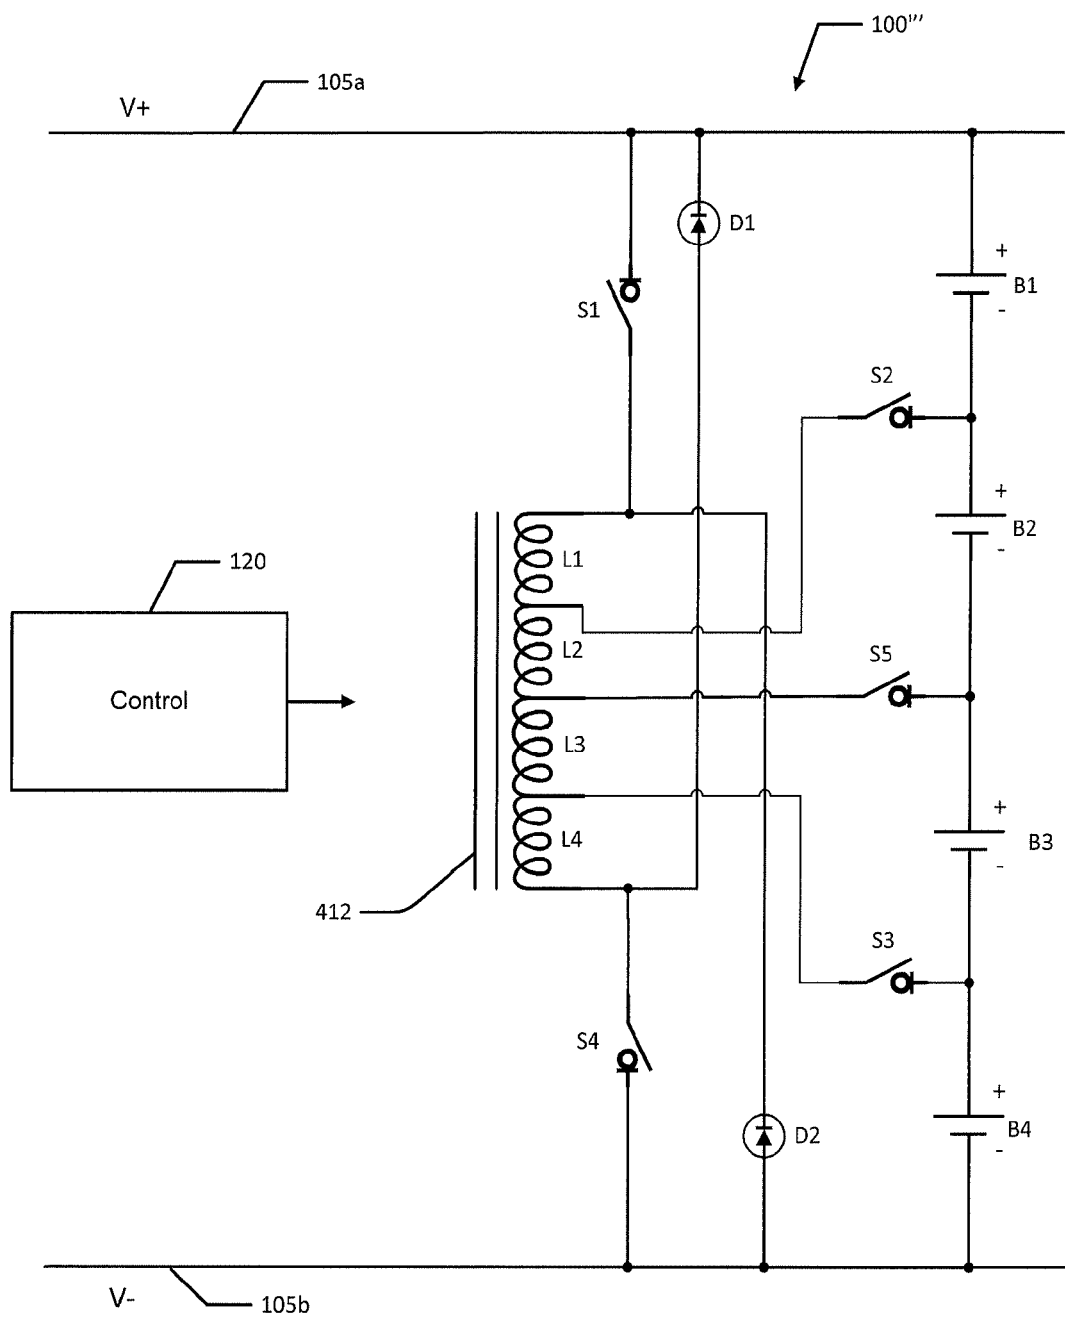 100'''
105a
V+
D1
+
B1
-
S1
S2
+
B2
-
120
L1
L2
Control
S5
L3
+
B3
-
L4
412
S3
S4
+
B4
-
D2
V-
105b